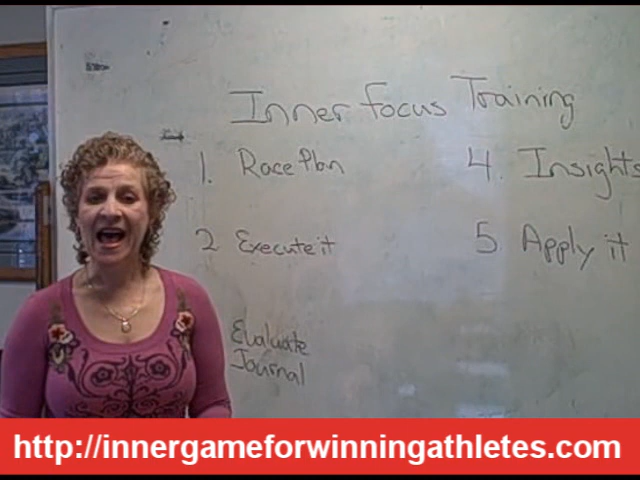 Inner Focus Training
1. Race Plan
2 Execute it
Evaluate
Journal
4. Insights
5. Apply it
http://innergameforwinningathletes.com